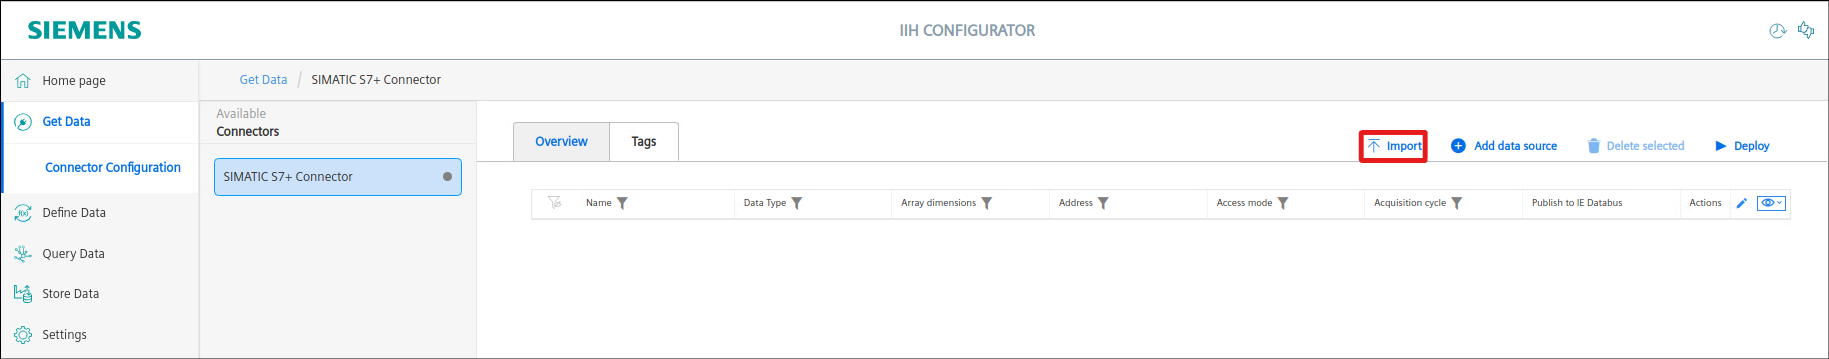 SIEMENS
IIH CONFIGURATOR
Home page
Get Data
Connector Configuration
Define Data
Query Data
Store Data
Settings
Get Data / SIMATIC S7+ Connector
Available
Connectors
SIMATIC S7+ Connector
Overview Tags
Import Add data source Delete selected Deploy
Name Data Type Array dimensions Address Access mode Acquisition cycle Publish to IE Databus Actions